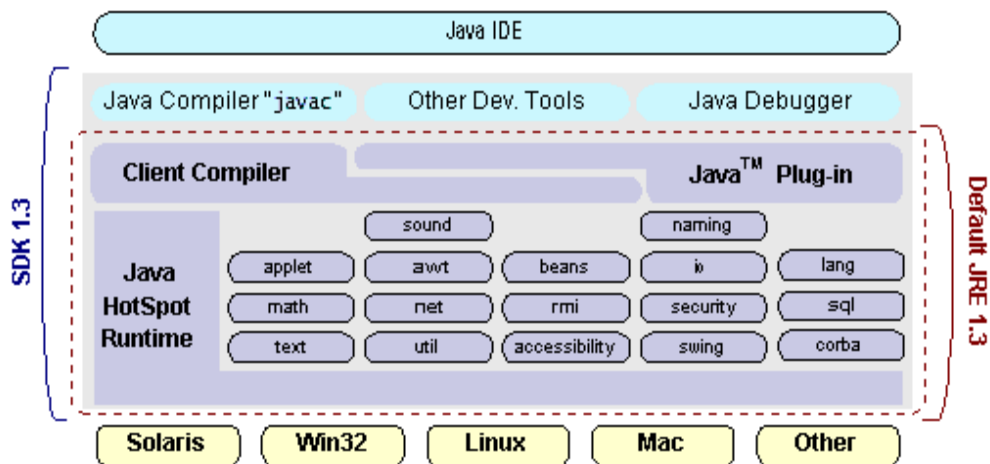 Java IDE
Java Compiler "javac"
Other Dev. Tools
Java Debugger
SDK 1.3
Default JRE 1.3
Client Compiler
Java™ Plug-in
Java
HotSpot
Runtime
sound
naming
applet
awt
beans
io
lang
math
net
rmi
security
sql
text
util
accessibility
swing
corba
Solaris
Win32
Linux
Mac
Other